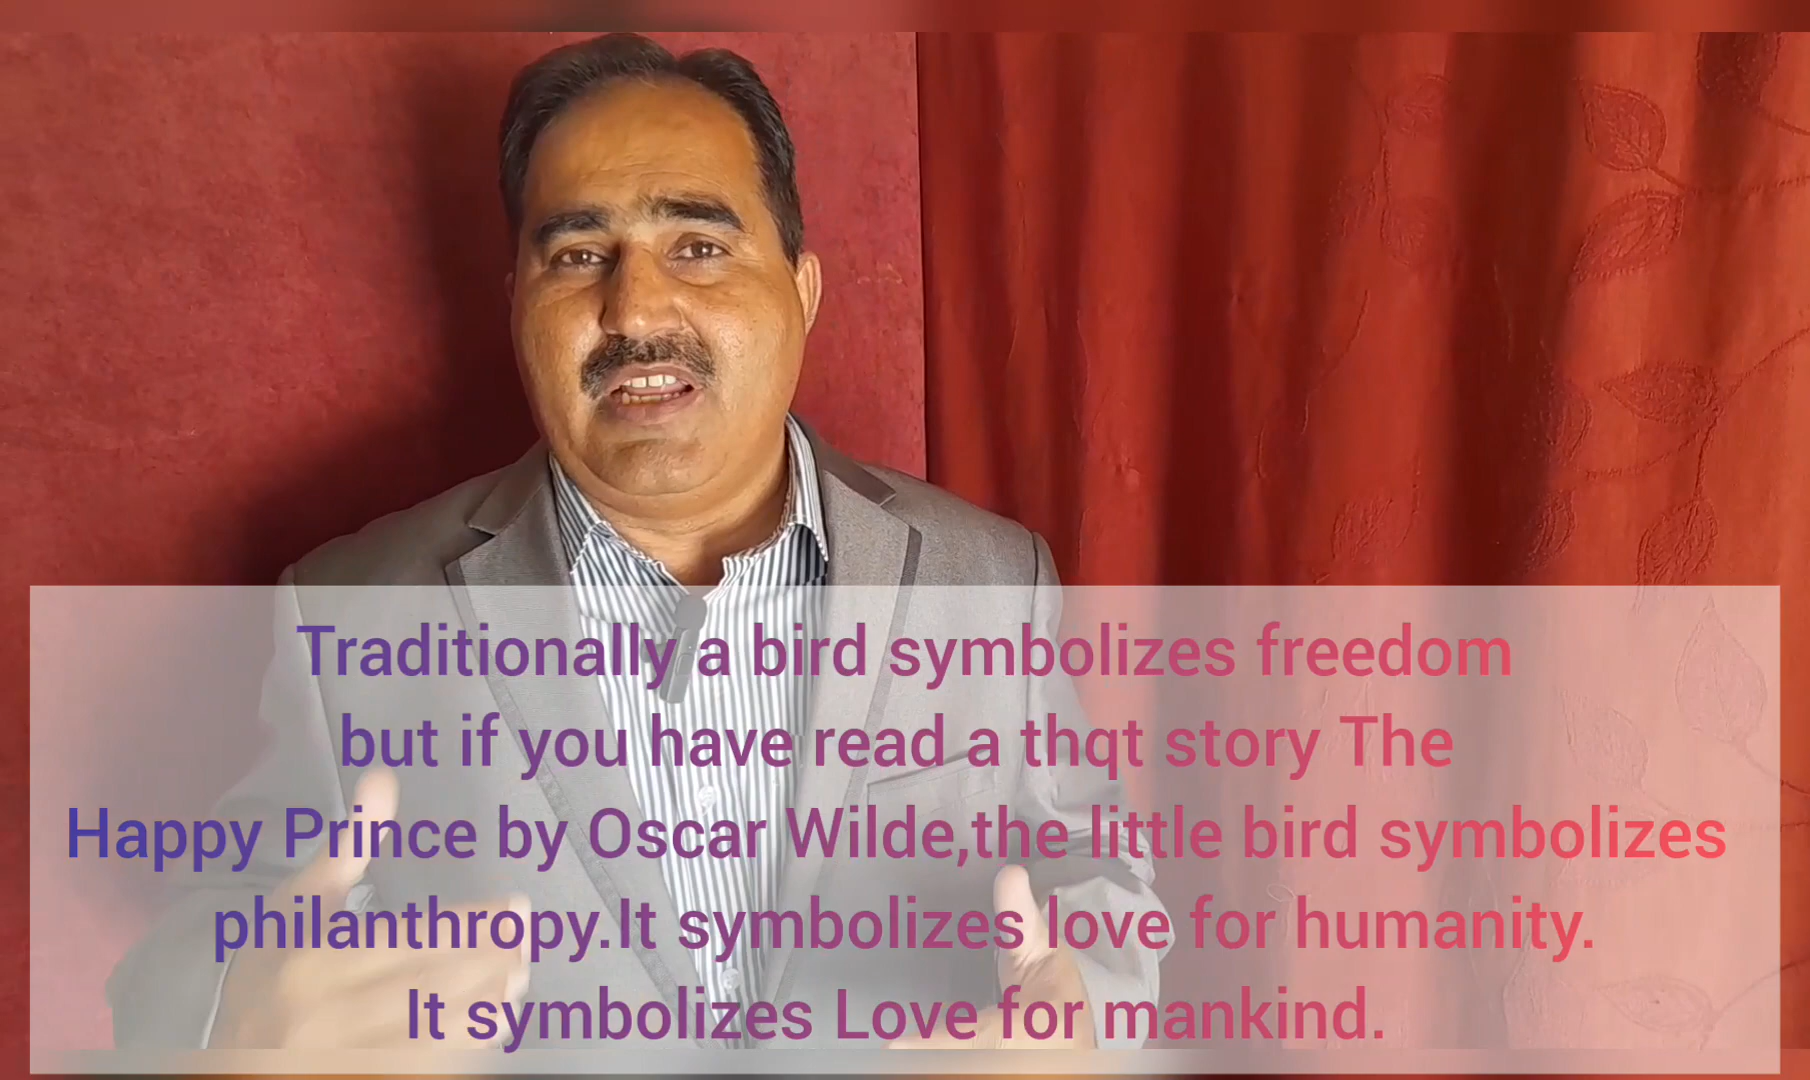 Traditionally a bird symbolizes freedom
but if you have read a thqt story The
Happy Prince by Oscar Wilde,the little bird symbolizes
philanthropy.It symbolizes love for humanity.
It symbolizes Love for mankind.